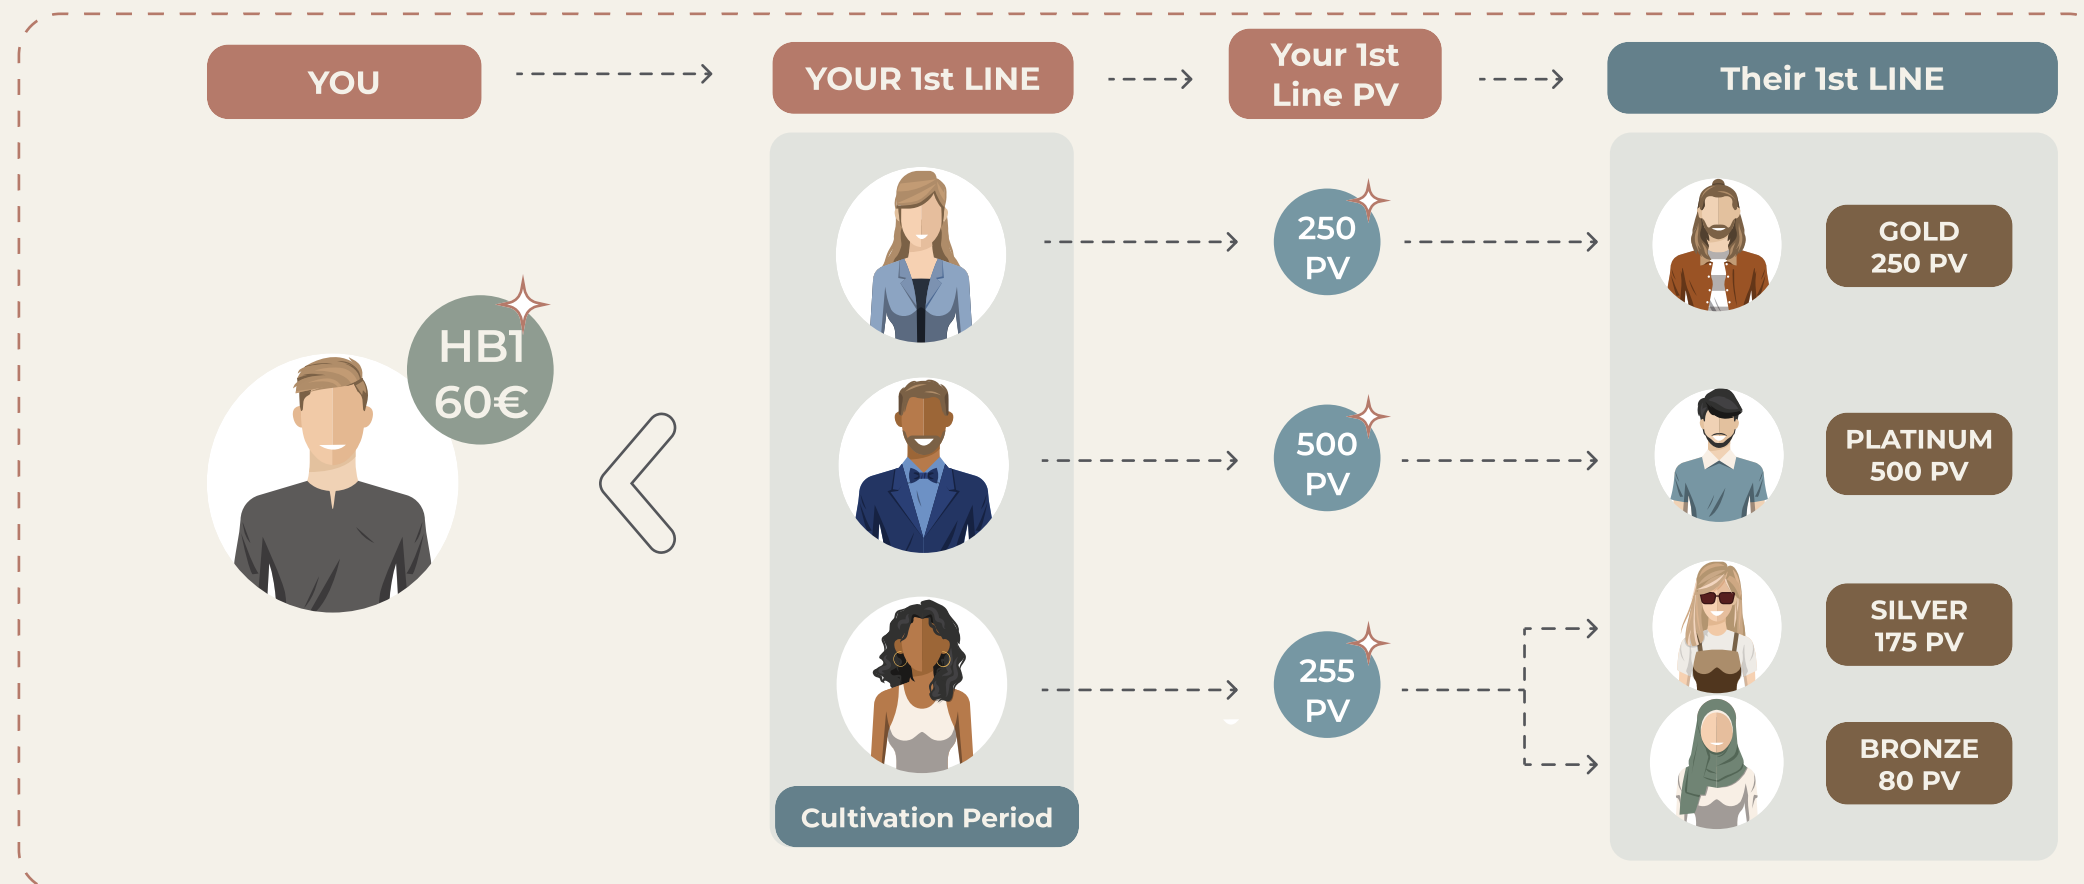 YOU
YOUR 1st LINE
Your 1st
Line PV
Their 1st LINE
HB1
60€
250
PV
GOLD
250 PV
500
PV
PLATINUM
500 PV
255
PV
SILVER
175 PV
BRONZE
80 PV
Cultivation Period